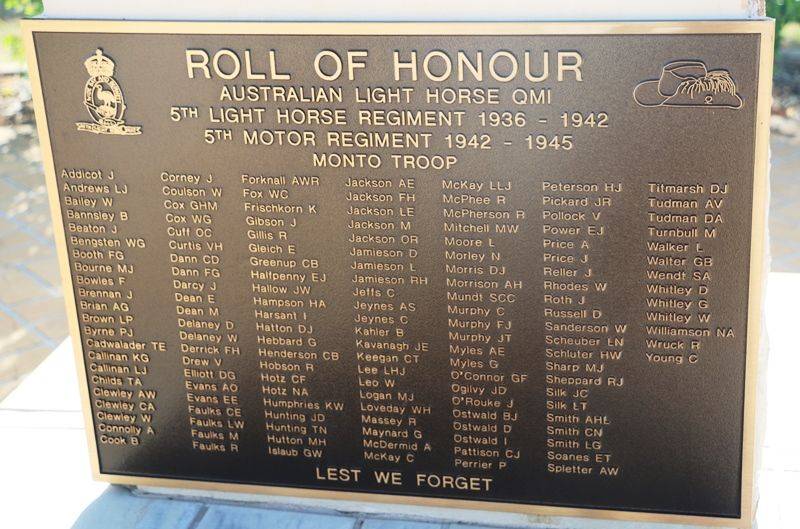 ROLL OF HONOUR
AUSTRALIAN LIGHT HORSE QMI
5TH LIGHT HORSE REGIMENT 1936 - 1942
5TH MOTOR REGIMENT 1942 - 1945
MONTO TROOP
Addicot J
Andrews LJ
Bailey W
Bannsley B
Beaton J
Bengsten WG
Booth FG
Bourne MJ
Bowles F
Brennan J
Brian AG
Brown LP
Byrne PJ
Cadwalader TE
Callinan KG
Callinan LJ
Childs TA
Clewley AW
Clewley CA
Clewley W
Connolly A
Cook B
Corney J
Coulson W
Cox GHM
Cox WG
Cuff OC
Curtis VH
Dann CD
Dann FG
Darcy J
Dean E
Dean M
Delaney D
Delaney W
Derrick FH
Drew V
Elliott DG
Evans AO
Evans EE
Faulks CE
Faulks LW
Faulks M
Faulks R
Forknall AWR
Fox WC
Frischkorn K
Gibson J
Gillis R
Gleich E
Greenup CB
Halfpenny EJ
Hallow JW
Hampson HA
Harsant I
Hatton DJ
Hebbard G
Henderson CB
Hobson R
Hotz CF
Hotz NA
Humphries KW
Hunting JD
Hunting TN
Hutton MH
Islaub GW
Jackson AE
Jackson FH
Jackson LE
Jackson M
Jackson OR
Jamieson D
Jamieson L
Jamieson RH
Jeffs C
Jeynes AS
Jeynes C
Kahler B
Kavanagh JE
Keegan CT
Lee LHJ
Leo W
Logan MJ
Loveday WH
Massey R
Maynard G
McDermid A
McKay C
McKay LLJ
McPhee R
McPherson R
Mitchell MW
Moore L
Morley N
Morris DJ
Morrison AH
Mundt SCC
Murphy C
Murphy FJ
Murphy JT
Myles AE
Myles G
O'Connor GF
Ogilvy JD
O'Rouke J
Ostwald BJ
Ostwald D
Ostwald I
Pattison CJ
Perrier P
Peterson HJ
Pickard JR
Pollock V
Power EJ
Price A
Price J
Reller J
Rhodes W
Roth J
Russell D
Sanderson W
Scheuber LN
Schluter HW
Sharp MJ
Sheppard RJ
Silk JC
Silk LT
Smith AHL
Smith CN
Smith LG
Soanes ET
Spletter AW
Titmarsh DJ
Tudman AV
Tudman DA
Turnbull M
Walker L
Walter GB
Wendt SA
Whitley D
Whitley G
Whitley W
Williamson NA
Wruck R
Young C
LEST WE FORGET